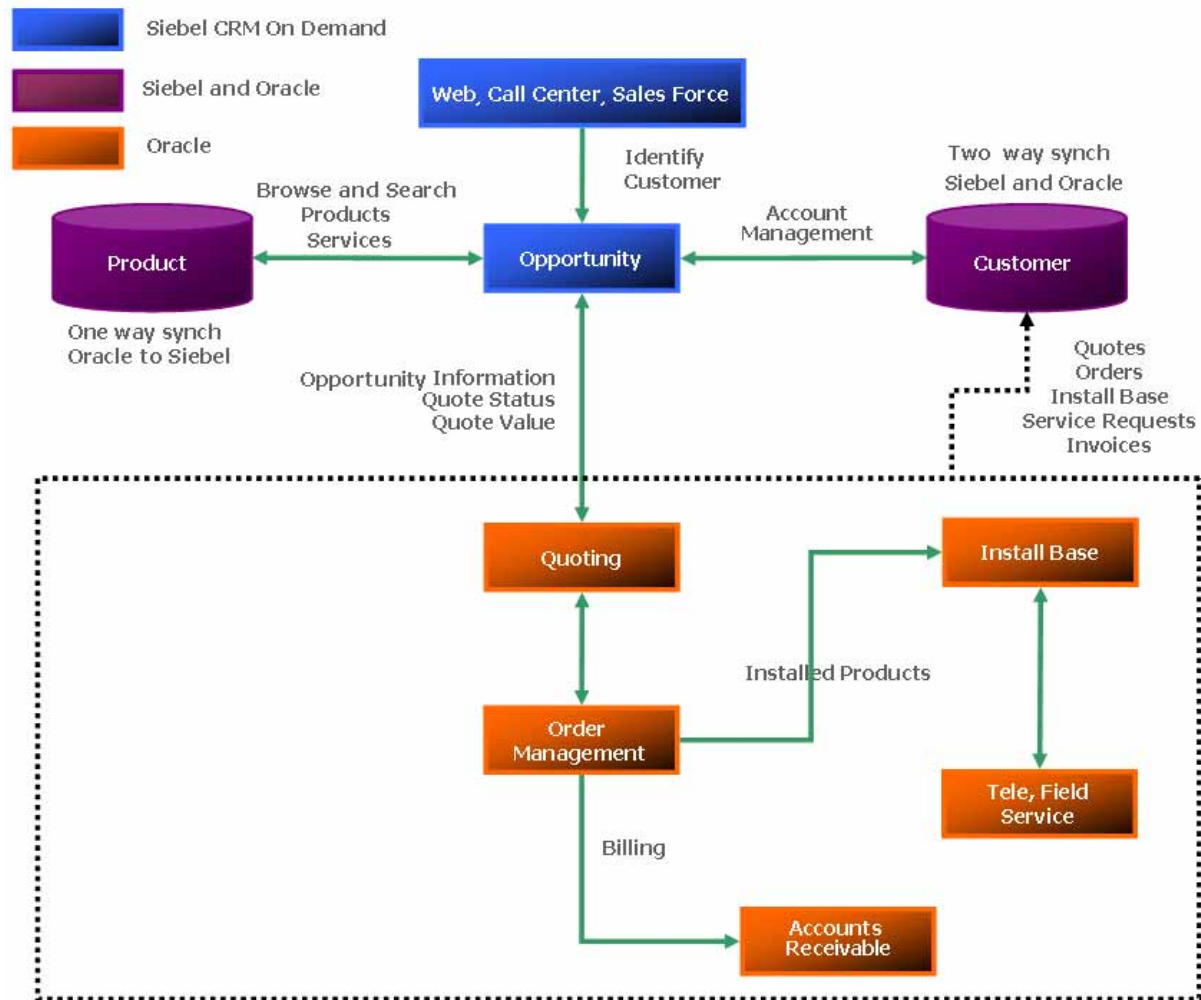 Siebel CRM On Demand
Siebel and Oracle
Oracle
Web, Call Center, Sales Force
Identify
Customer
Two way synch
Siebel and Oracle
Browse and Search
Products
Services
Account
Management
Product
Opportunity
Customer
One way synch
Oracle to Siebel
Opportunity Information
Quote Status
Quote Value
Quotes
Orders
Install Base
Service Requests
Invoices
Quoting
Install Base
Installed Products
Order
Management
Tele, Field
Service
Billing
Accounts
Receivable